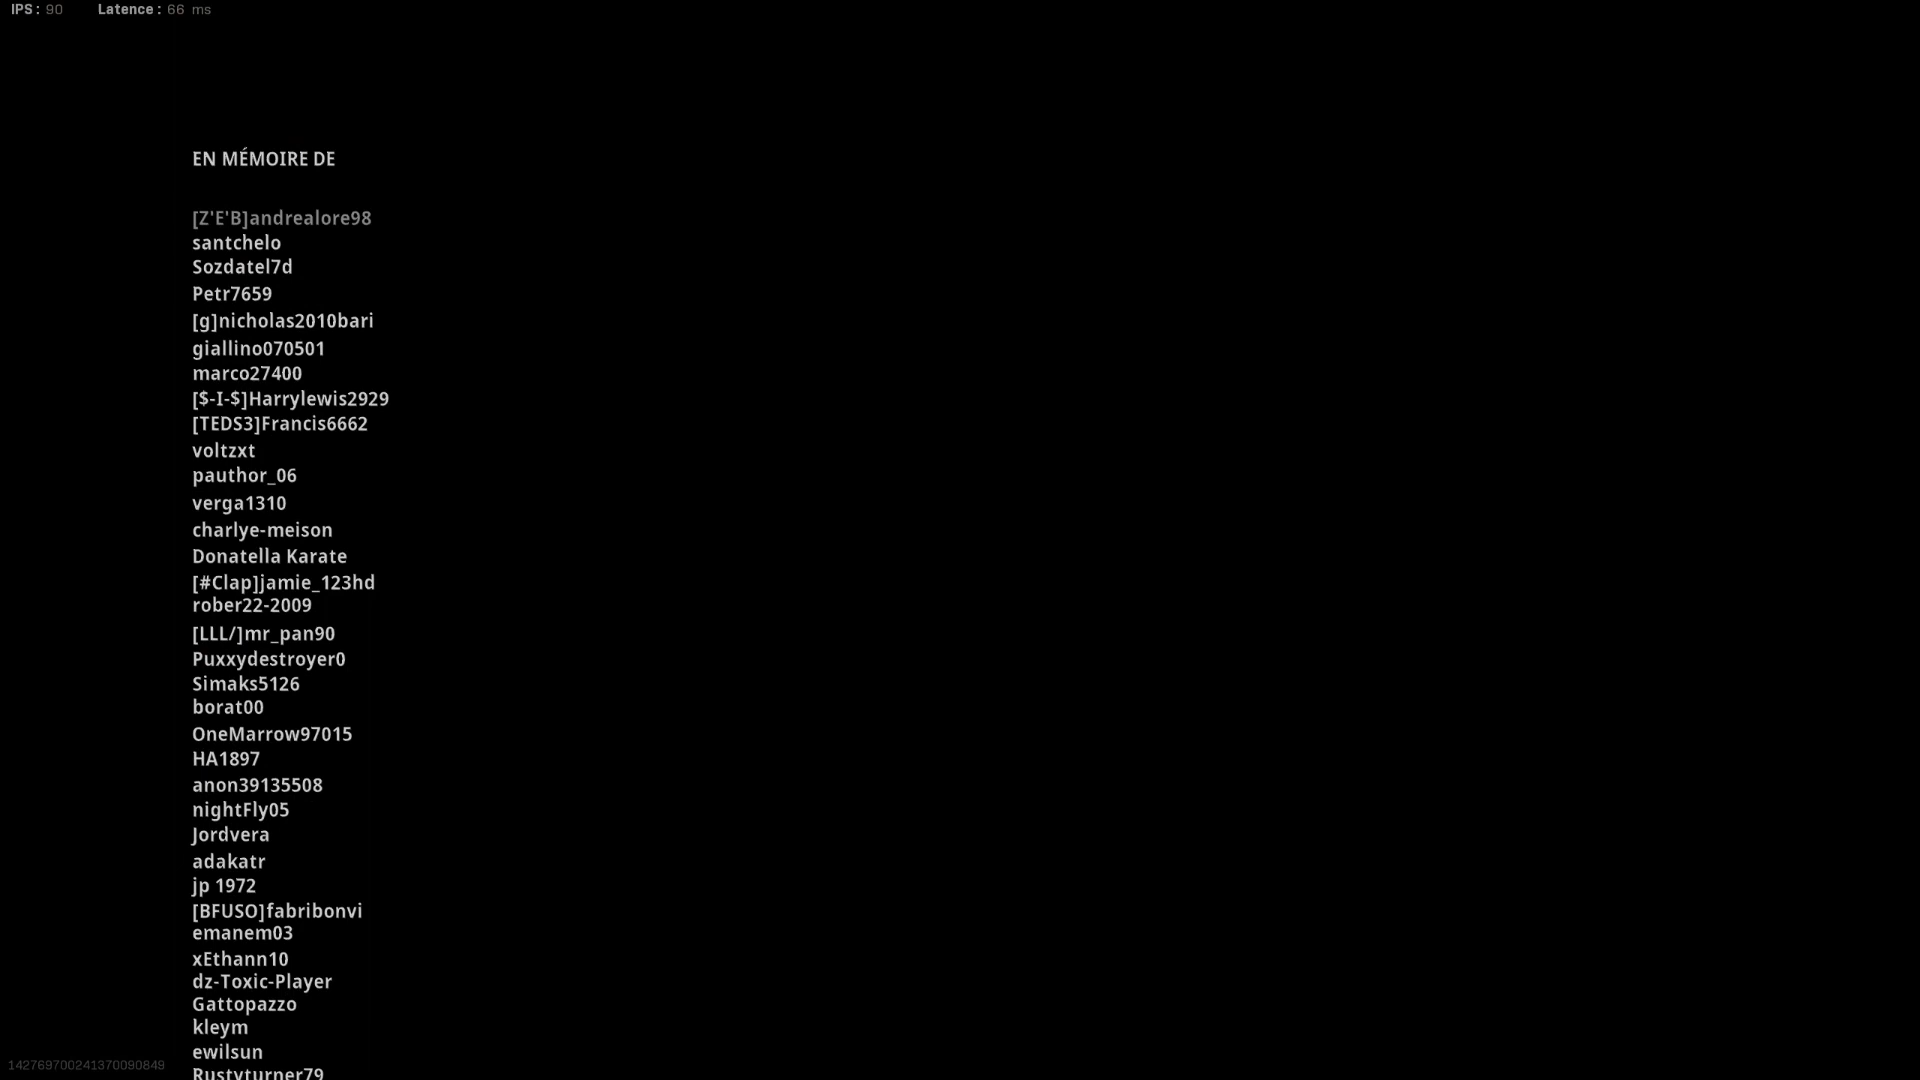 IPS : 90 Latence : 66 ms
EN MÉMOIRE DE
[Z'E'B]andrealore98
santchelo
Sozdatel7d
Petr7659
[g]nicholas2010bari
giallino070501
marco27400
[$-I-$]Harrylewis2929
[TEDS3]Francis6662
voltzxt
pauthor_06
verga1310
charlye-meison
Donatella Karate
[#Clap]jamie_123hd
rober22-2009
[LLL/]mr_pan90
Puxxydestroyer0
Simaks5126
borat00
OneMarrow97015
HA1897
anon39135508
nightFly05
Jordvera
adakatr
jp 1972
[BFUSO]fabribonvi
emanem03
xEthann10
dz-Toxic-Player
Gattopazzo
kleym
ewilsun
Rustyturner79
142769700241370090849